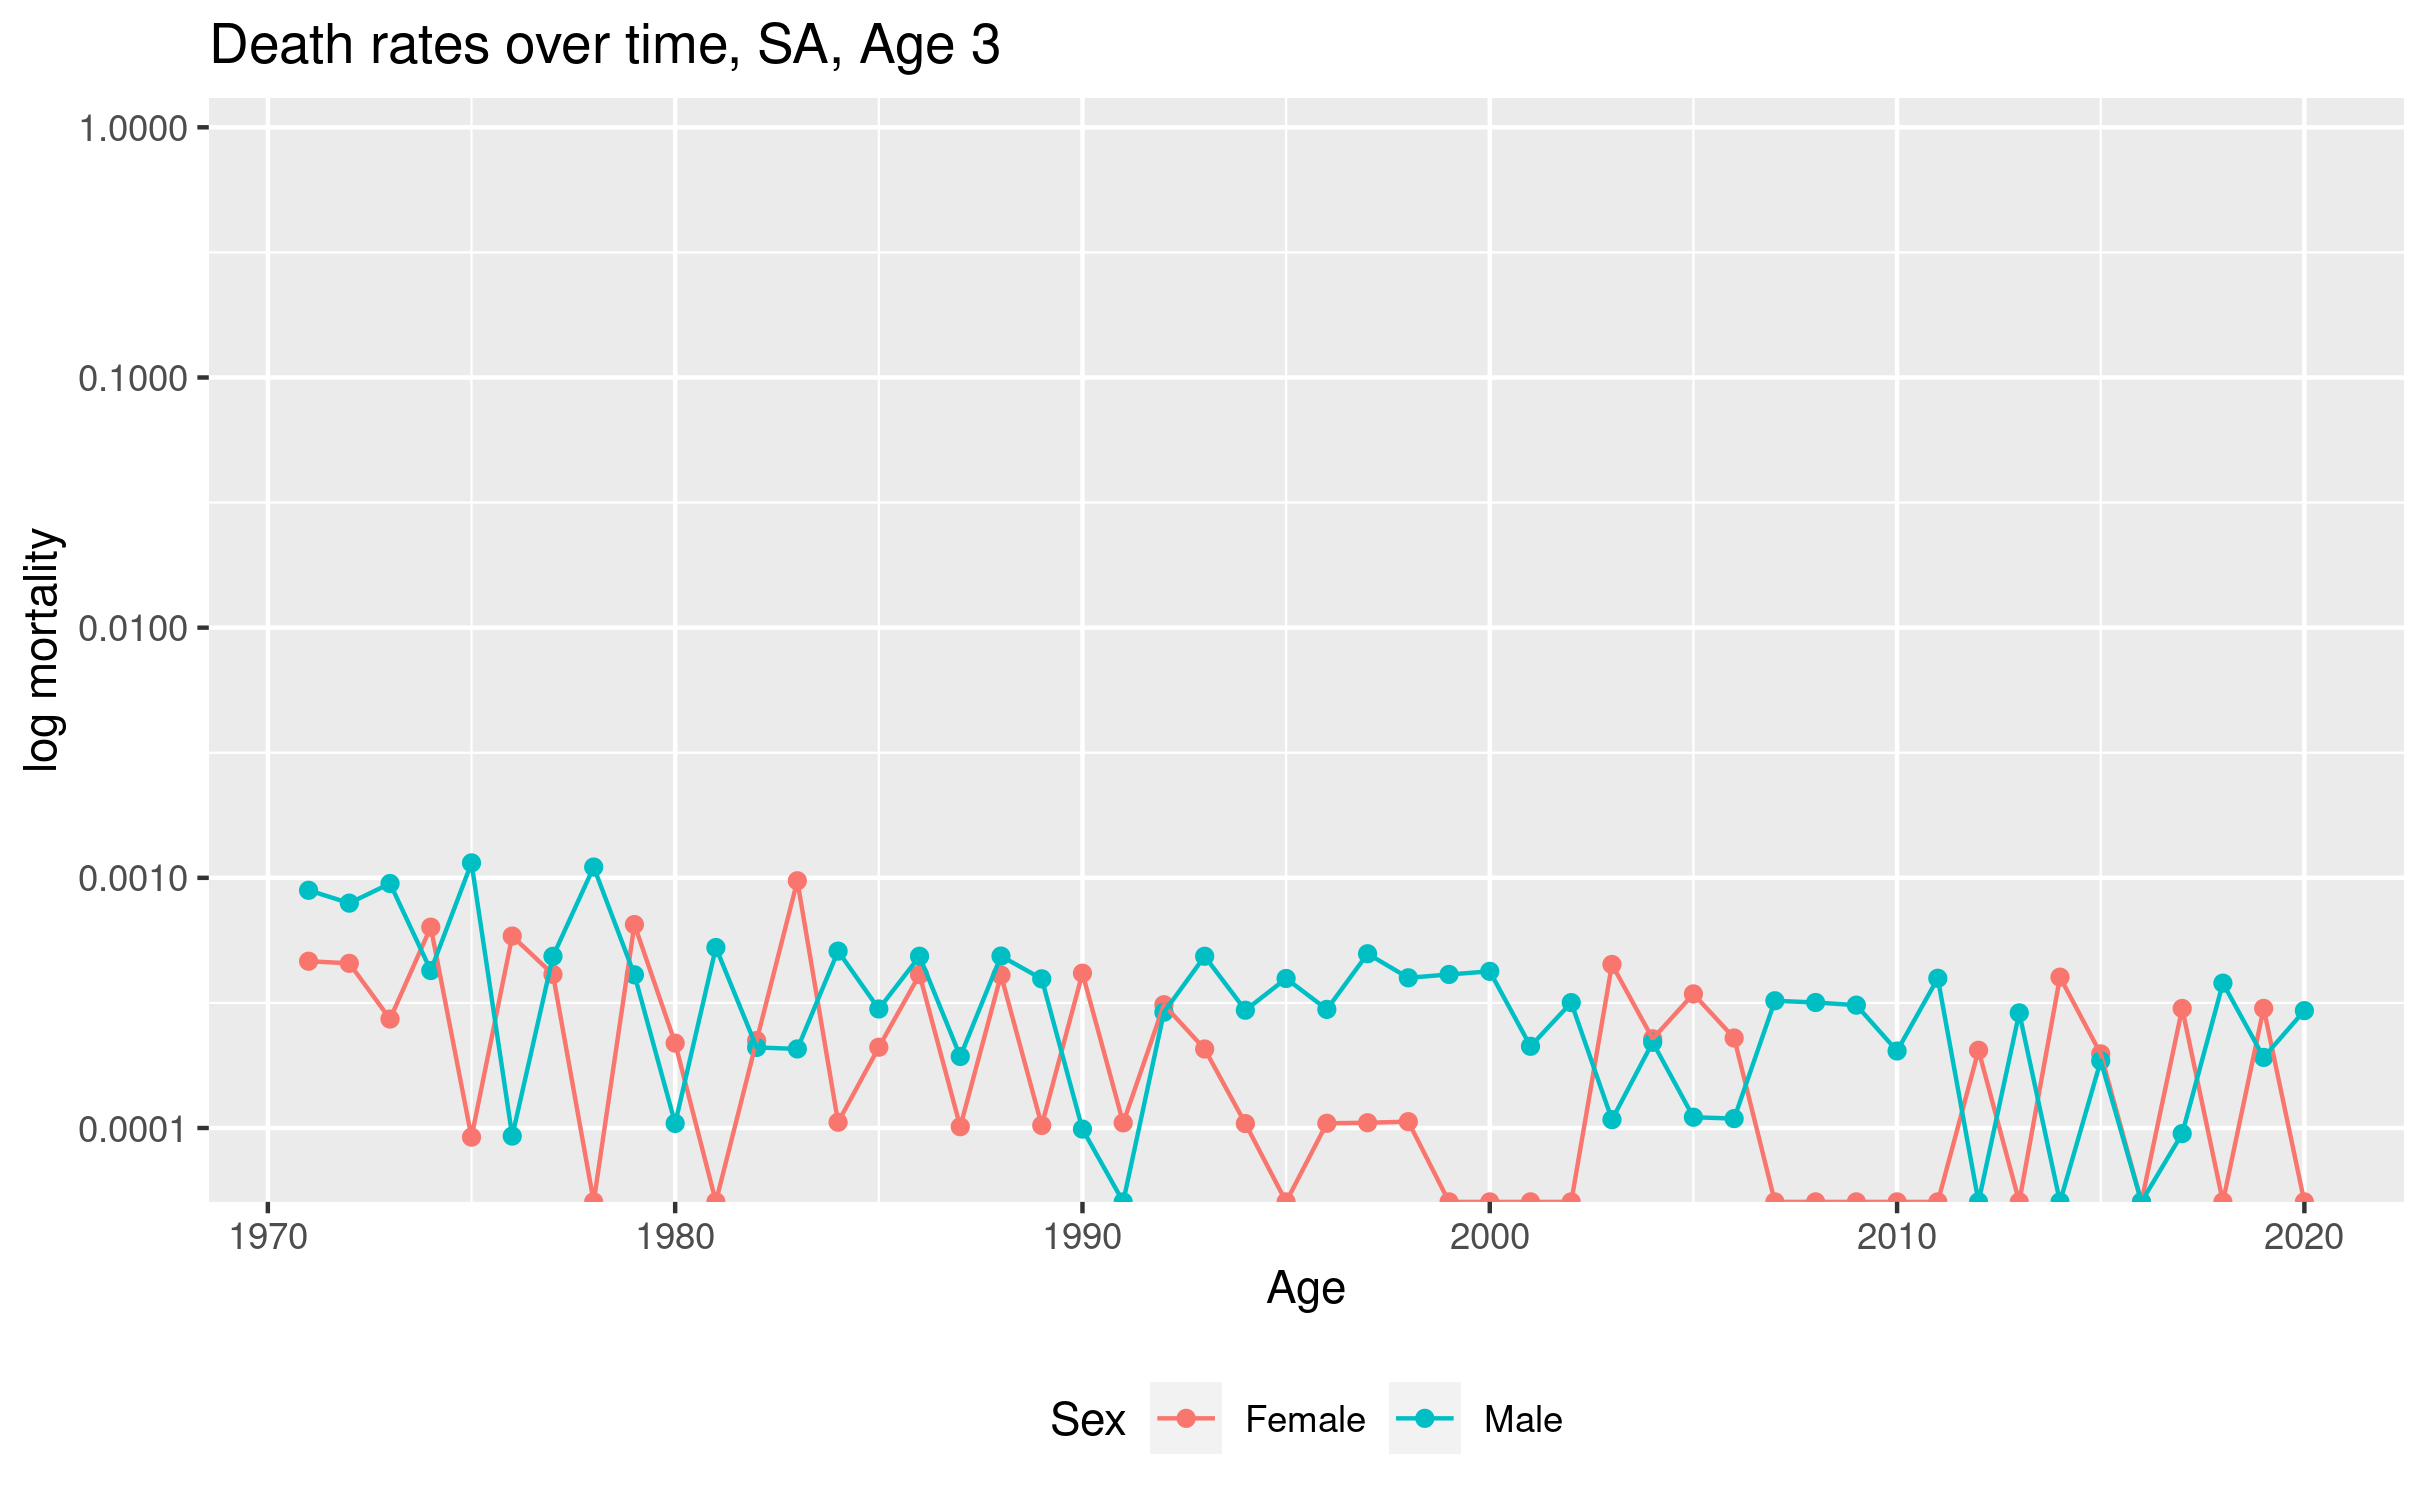 Death rates over time, SA, Age 3
1.0000
0.1000
0.0100
0.0010
0.0001
log mortality
1970 1980 1990 2000 2010 2020
Age
Sex Female Male